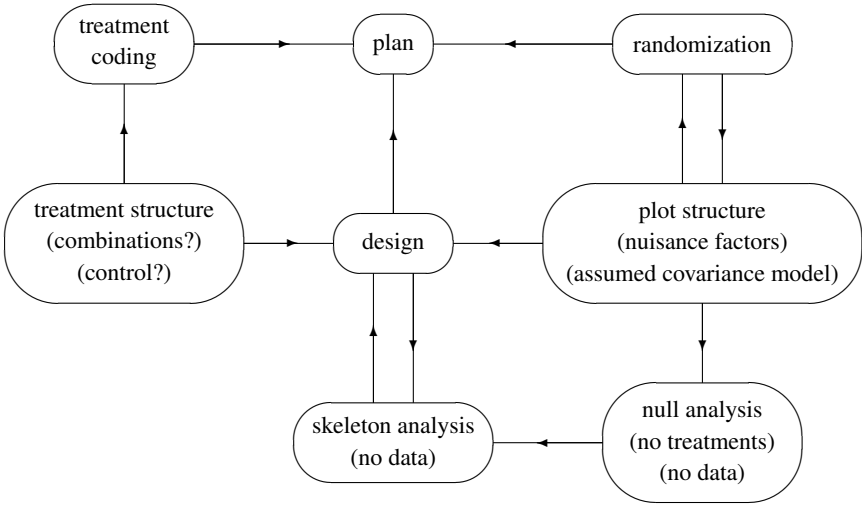 treatment
coding
plan
randomization
treatment structure
(combinations?)
(control?)
design
plot structure
(nuisance factors)
(assumed covariance model)
skeleton analysis
(no data)
null analysis
(no treatments)
(no data)